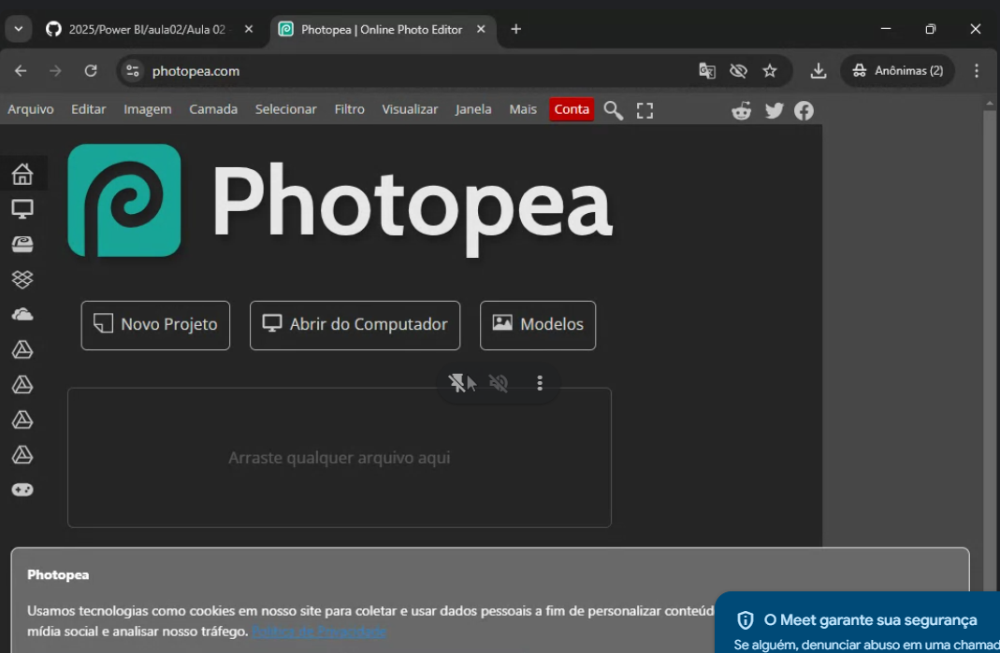 2025/Power BI/aula02/Aula 02
Photopea | Online Photo Editor
photopea.com
Anônimas (2)
Arquivo Editar Imagem Camada Selecionar Filtro Visualizar Janela Mais Conta
Photopea
Novo Projeto
Abrir do Computador
Modelos
Arraste qualquer arquivo aqui
Photopea
Usamos tecnologias como cookies em nosso site para coletar e usar dados pessoais a fim de personalizar conteúd
mídia social e analisar nosso tráfego. Política de Privacidade
O Meet garante sua segurança
Se alguém, denunciar abuso em uma chamad